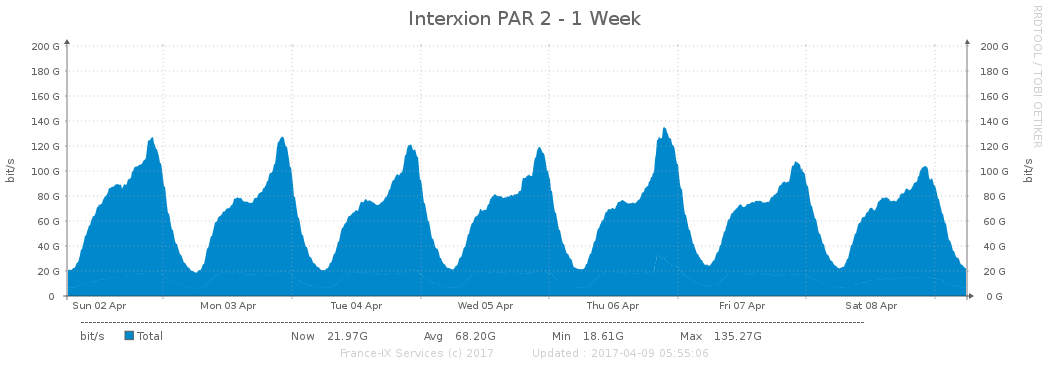 Interxion PAR 2 - 1 Week
RRDTOOL / TOBI OETIKER
200 G 200 G
180 G 180 G
160 G 160 G
140 G 140 G
120 G 120 G
100 G 100 G
80 G 80 G
60 G 60 G
40 G 40 G
20 G 20 G
0 0 G
bit/s
bit/s
Sun 02 Apr Mon 03 Apr Tue 04 Apr Wed 05 Apr Thu 06 Apr Fri 07 Apr Sat 08 Apr
bit/s Total Now 21.97G Avg 68.20G Min 18.61G Max 135.27G
France-IX Services (c) 2017 Updated : 2017-04-09 05:55:06